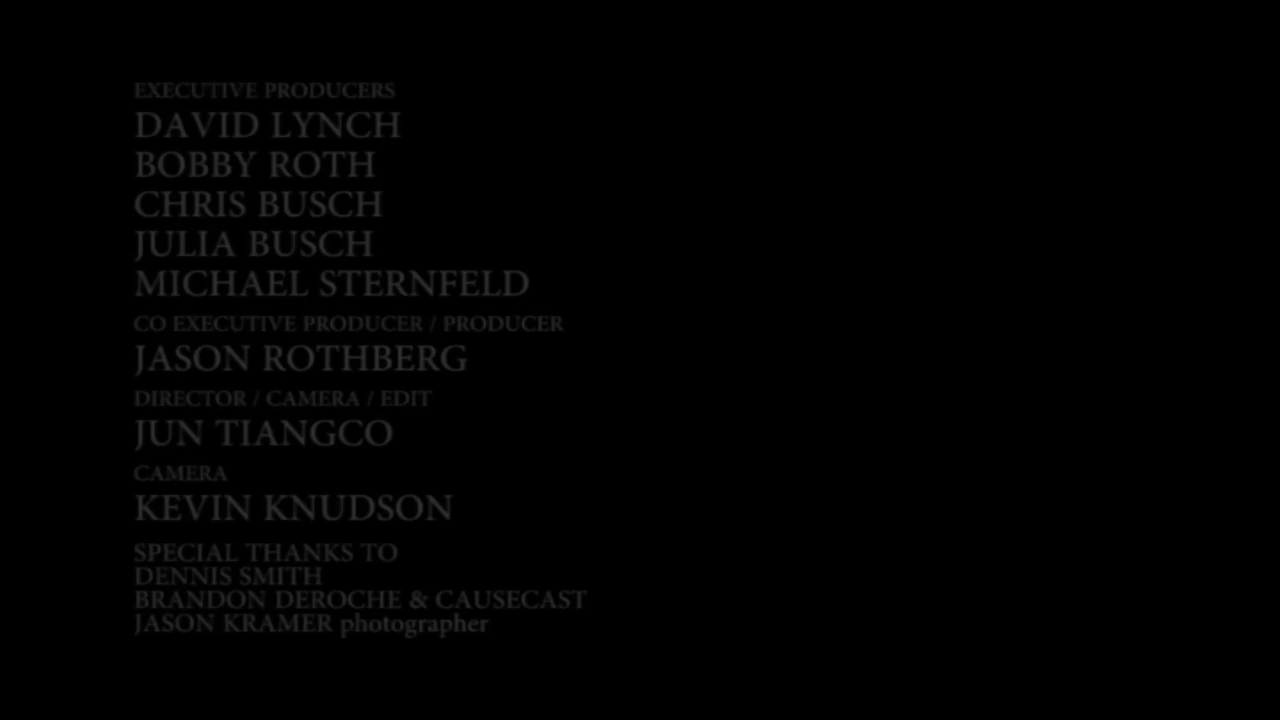 EXECUTIVE PRODUCERS
DAVID LYNCH
BOBBY ROTH
CHRIS BUSCH
JULIA BUSCH
MICHAEL STERNFELD
CO EXECUTIVE PRODUCER / PRODUCER
JASON ROTHBERG
DIRECTOR / CAMERA / EDIT
JUN TIANGCO
CAMERA
KEVIN KNUDSON
SPECIAL THANKS TO
DENNIS SMITH
BRANDON DEROCHE & CAUSECAST
JASON KRAMER photographer